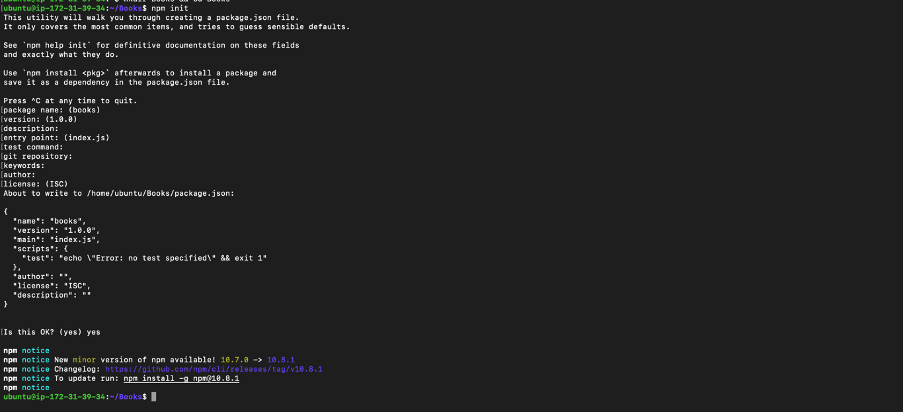 ubuntu@ip-172-31-39-34:~/Books$ npm init
This utility will walk you through creating a package.json file.
It only covers the most common items, and tries to guess sensible defaults.
See `npm help init` for definitive documentation on these fields
and exactly what they do.
Use `npm install <pkg>` afterwards to install a package and
save it as a dependency in the package.json file.
Press ^C at any time to quit.
[package name: (books)
[version: (1.0.0)
[description:
[entry point: (index.js)
[test command:
[git repository:
[keywords:
[author:
[license: (ISC)
About to write to /home/ubuntu/Books/package.json:
{
  "name": "books",
  "version": "1.0.0",
  "main": "index.js",
  "scripts": {
    "test": "echo \"Error: no test specified\" && exit 1"
  },
  "author": "",
  "license": "ISC",
  "description": ""
}
[Is this OK? (yes) yes
npm notice
npm notice New minor version of npm available! 10.7.0 -> 10.8.1
npm notice Changelog: https://github.com/npm/cli/releases/tag/v10.8.1
npm notice To update run: npm install -g npm@10.8.1
npm notice
ubuntu@ip-172-31-39-34:~/Books$